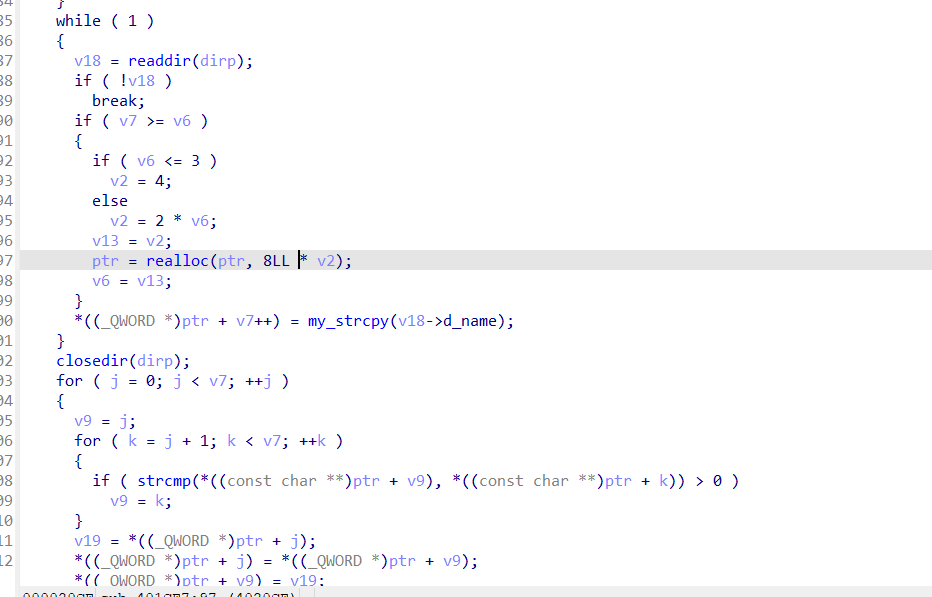 84    }
85    while ( 1 )
86    {
87      v18 = readdir(dirp);
88      if ( !v18 )
89        break;
90      if ( v7 >= v6 )
91      {
92        if ( v6 <= 3 )
93          v2 = 4;
94        else
95          v2 = 2 * v6;
96        v13 = v2;
97        ptr = realloc(ptr, 8LL * v2);
98        v6 = v13;
99      }
00      *((_QWORD *)ptr + v7++) = my_strcpy(v18->d_name);
01    }
02    closedir(dirp);
03    for ( j = 0; j < v7; ++j )
04    {
05      v9 = j;
06      for ( k = j + 1; k < v7; ++k )
07      {
08        if ( strcmp(*((const char **)ptr + v9), *((const char **)ptr + k)) > 0 )
09          v9 = k;
10      }
11      v19 = *((_QWORD *)ptr + j);
12      *((_QWORD *)ptr + j) = *((_QWORD *)ptr + v9);
*((_QWORD *)ptr + v9) = v19;